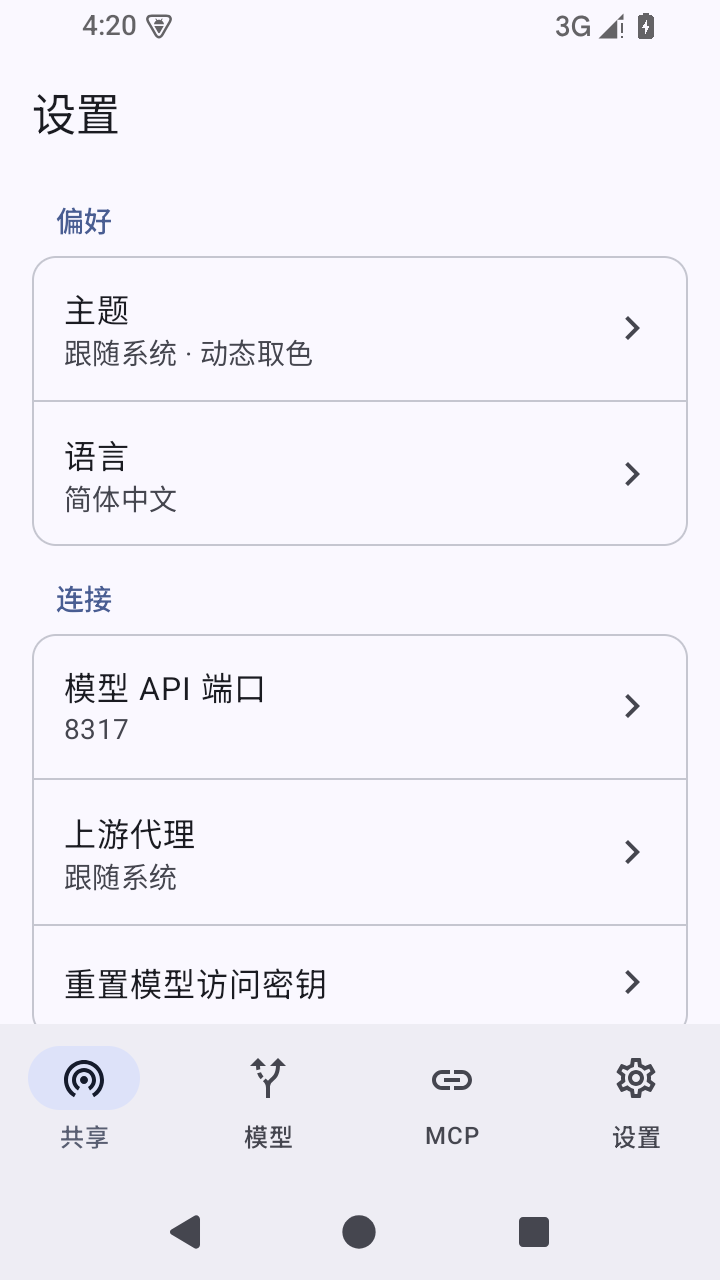 4:20
3G
设置
偏好
主题
跟随系统 · 动态取色
语言
简体中文
连接
模型 API 端口
8317
上游代理
跟随系统
重置模型访问密钥
共享
模型
MCP
设置